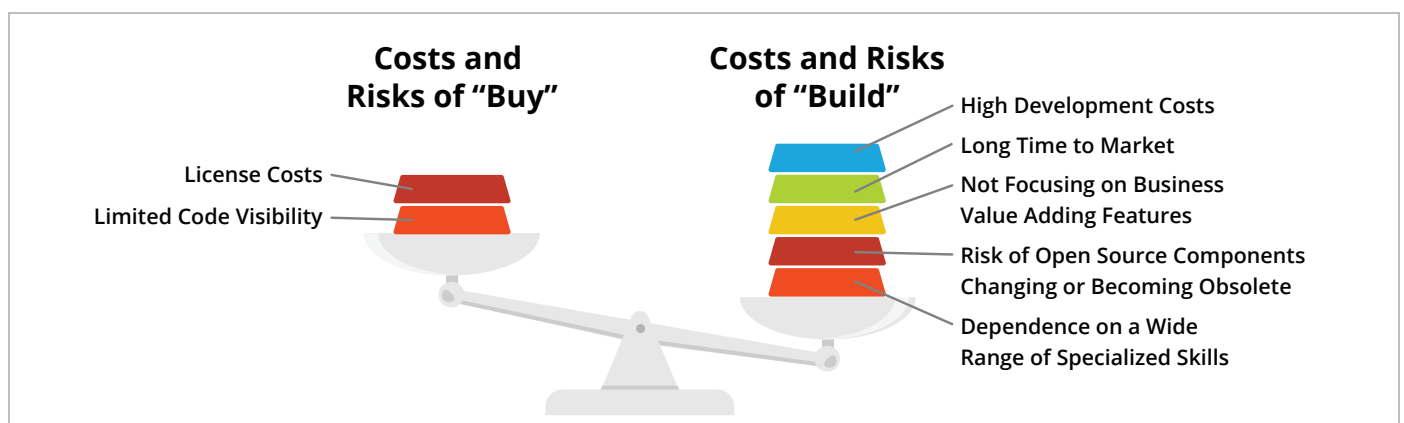 Costs and
Risks of “Buy”
License Costs
Limited Code Visibility
Costs and Risks
of “Build”
High Development Costs
Long Time to Market
Not Focusing on Business
Value Adding Features
Risk of Open Source Components
Changing or Becoming Obsolete
Dependence on a Wide
Range of Specialized Skills